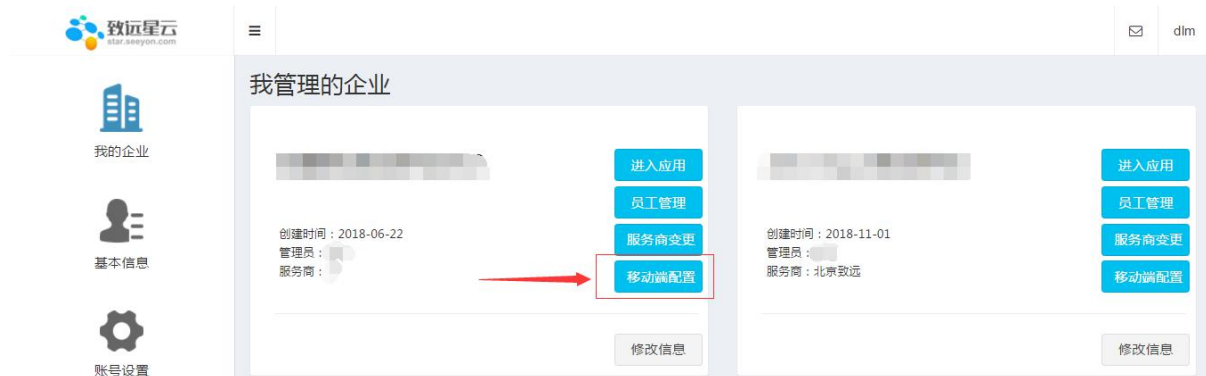 致远星云
star.seeyon.com
dlm
我的企业
基本信息
账号设置
我管理的企业
进入应用
员工管理
创建时间：2018-06-22
管理员：
服务商：
服务商变更
移动端配置
修改信息
进入应用
员工管理
创建时间：2018-11-01
管理员：
服务商：北京致远
服务商变更
移动端配置
修改信息